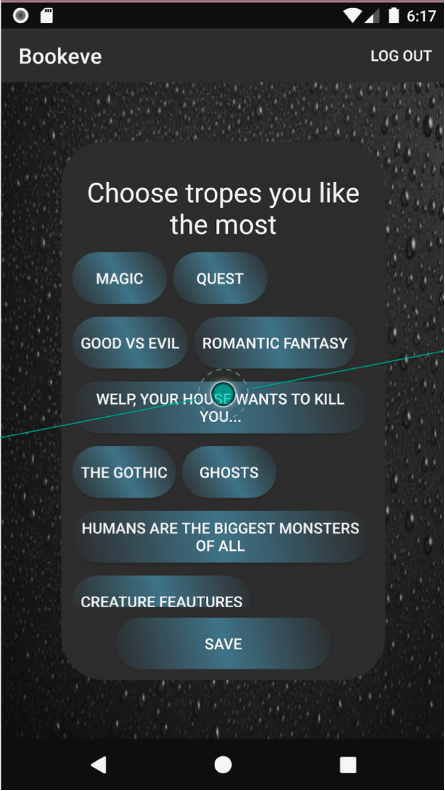 6:17
Bookeve
LOG OUT
Choose tropes you like
the most
MAGIC
QUEST
GOOD VS EVIL
ROMANTIC FANTASY
WELP, YOUR HOUSE WANTS TO KILL
YOU...
THE GOTHIC
GHOSTS
HUMANS ARE THE BIGGEST MONSTERS
OF ALL
CREATURE FEAUTURES
SAVE